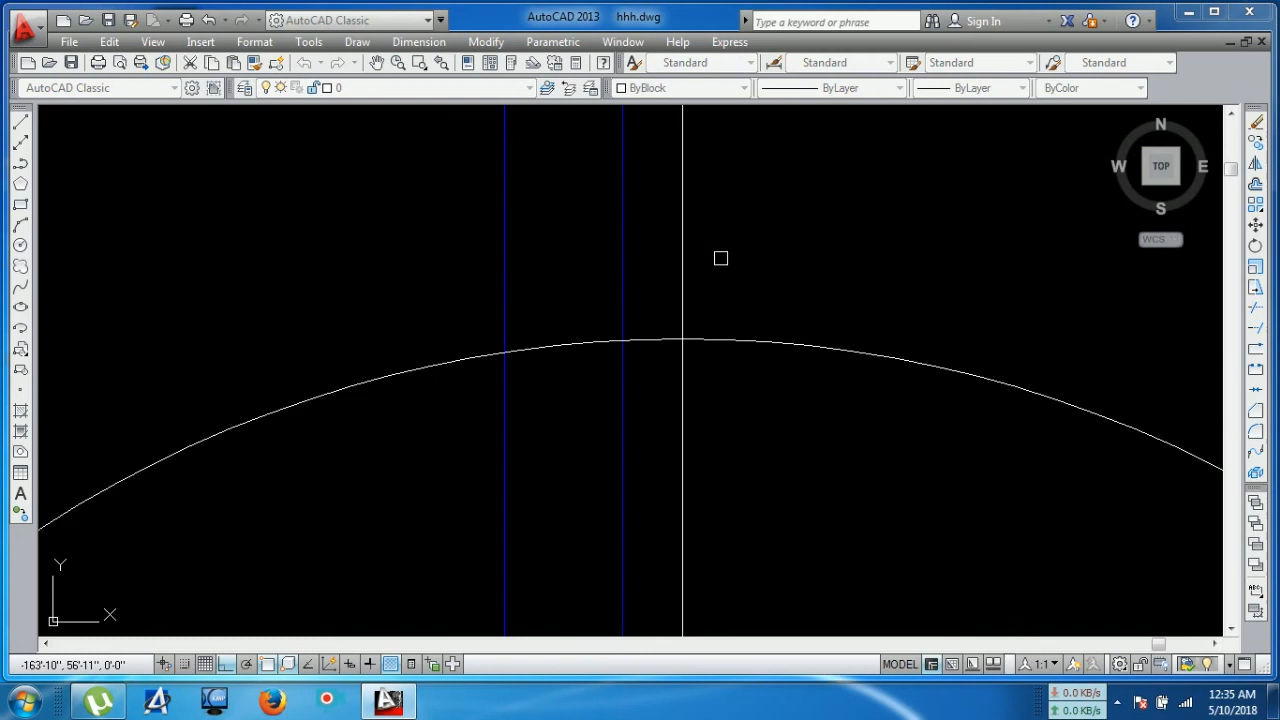 AutoCAD Classic
AutoCAD 2013 hhh.dwg
Type a keyword or phrase
Sign In
File Edit View Insert Format Tools Draw Dimension Modify Parametric Window Help Express
Standard Standard Standard Standard
AutoCAD Classic 0 ByBlock ByLayer ByLayer ByColor
N
W TOP E
S
WCS
Y
X
-163'-10", 56'-11", 0'-0" MODEL 1:1
0.0 KB/s 12:35 AM
0.0 KB/s 5/10/2018